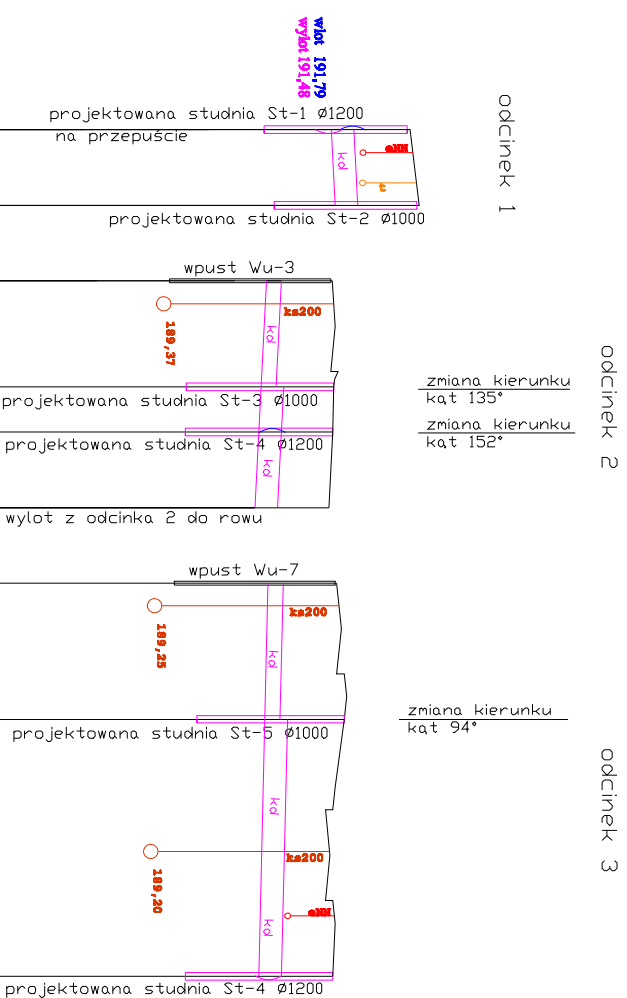 wlot 191,79
wylot 191,48
projektowana studnia St-1 Ø1200
na przepuście
kd
eNN
t
odcinek 1
projektowana studnia St-2 Ø1000
wpust Wu-3
ks200
189,37
kd
projektowana studnia St-3 Ø1000
zmiana kierunku
kąt 135°
odcinek 2
projektowana studnia St-4 Ø1200
zmiana kierunku
kąt 152°
kd
wylot z odcinka 2 do rowu
wpust Wu-7
ks200
189,25
kd
projektowana studnia St-5 Ø1000
zmiana kierunku
kąt 94°
odcinek 3
kd
ks200
189,20
eNN
kd
projektowana studnia St-4 Ø1200